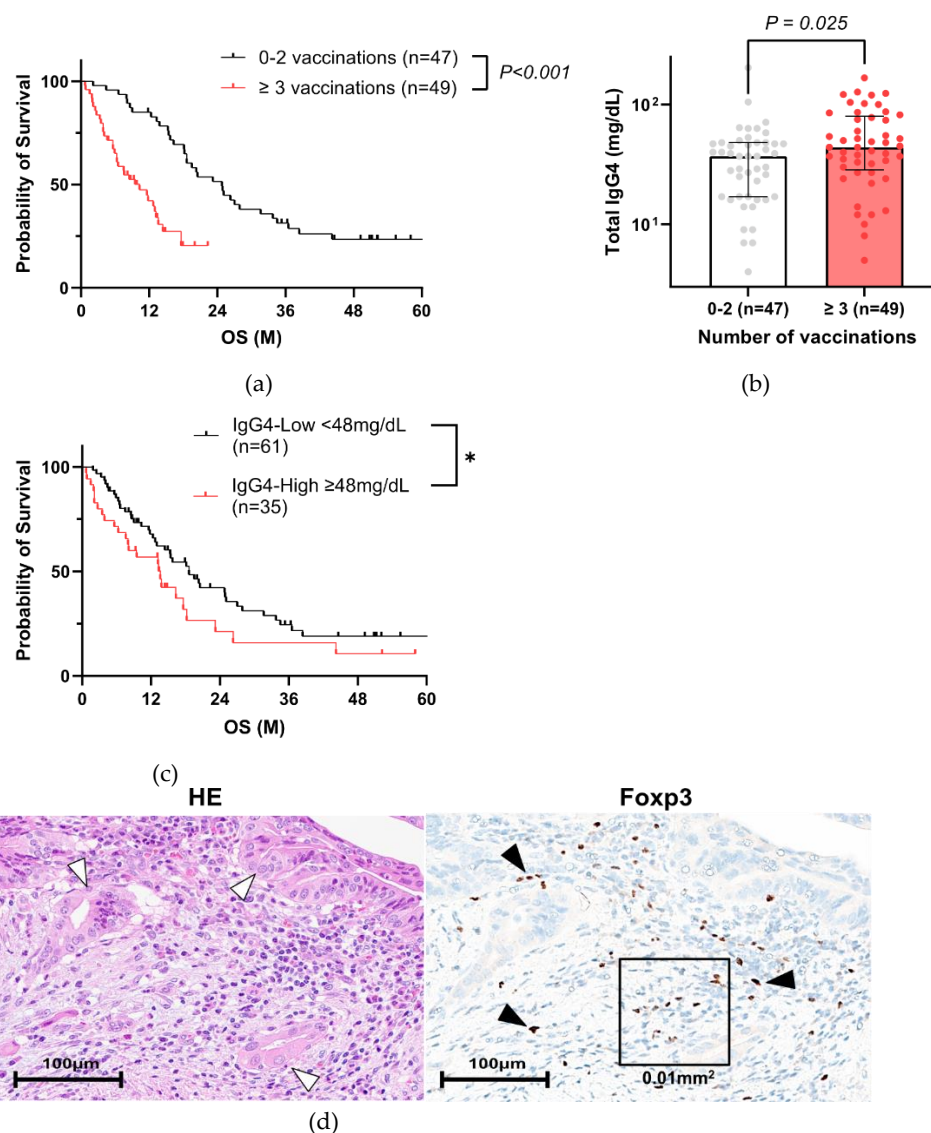 0-2 vaccinations (n=47)
≥ 3 vaccinations (n=49)
P<0.001
Probability of Survival
100
50
0
0 12 24 36 48 60
OS (M)
(a)
P = 0.025
Total IgG4 (mg/dL)
10²
10¹
0-2 (n=47) ≥ 3 (n=49)
Number of vaccinations
(b)
IgG4-Low <48mg/dL
(n=61)
IgG4-High ≥48mg/dL
(n=35)
*
Probability of Survival
100
50
0
0 12 24 36 48 60
OS (M)
(c)
HE
100μm
Foxp3
100μm
0.01mm²
(d)